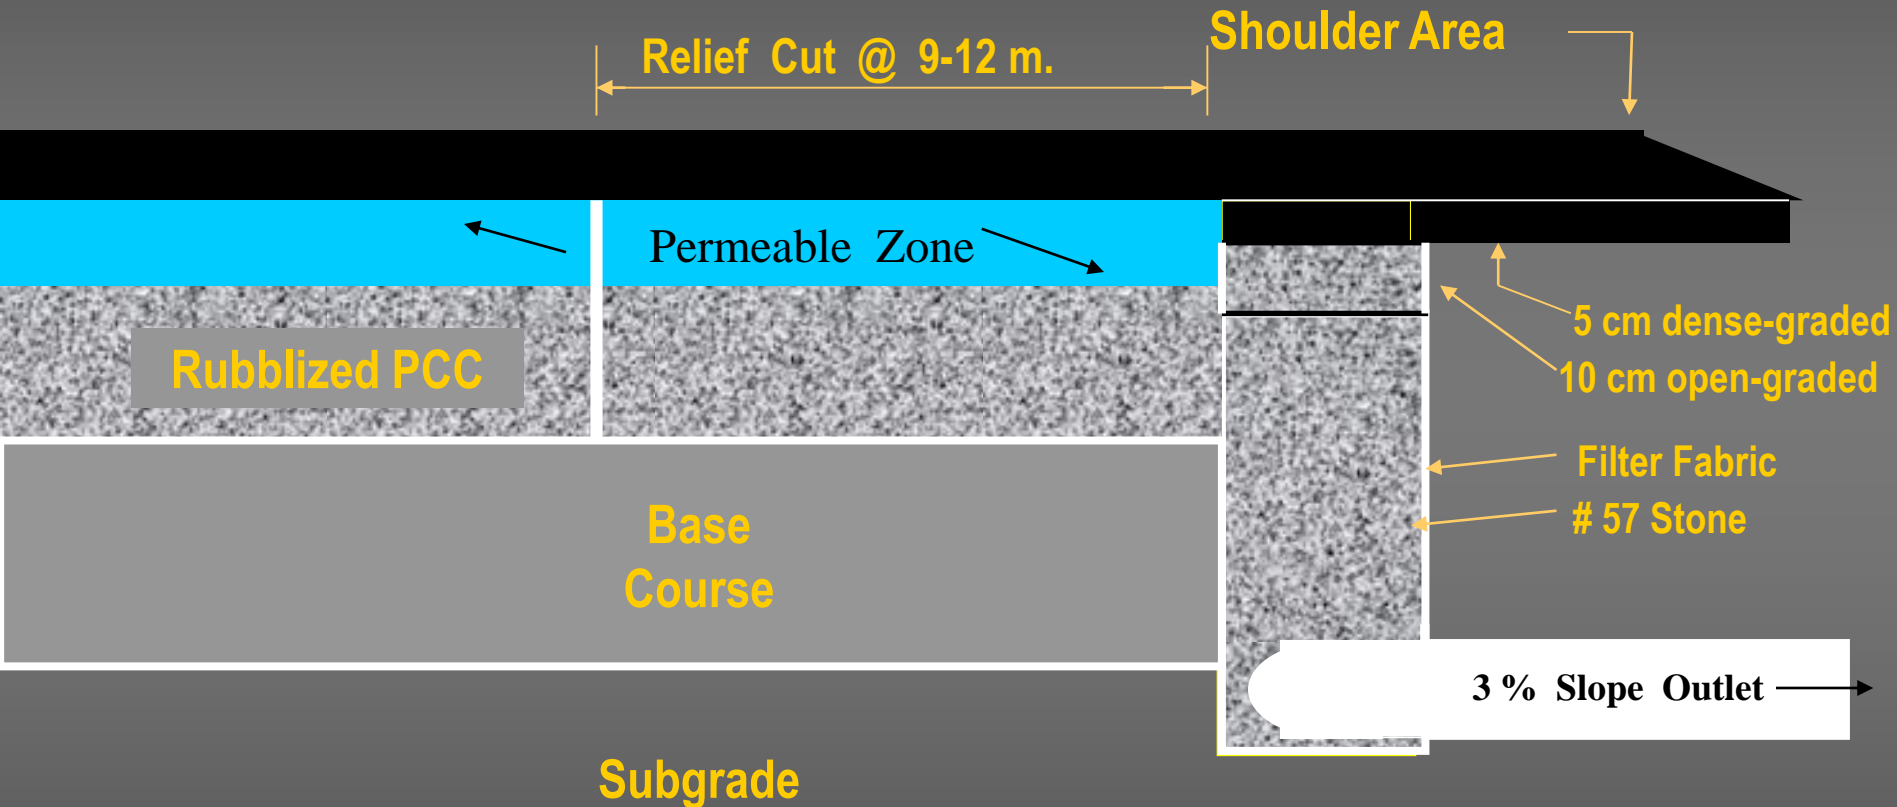 Shoulder Area
Relief Cut @ 9-12 m.
Permeable Zone
5 cm dense-graded
10 cm open-graded
Rubblized PCC
Filter Fabric
# 57 Stone
Base
Course
3 % Slope Outlet
Subgrade